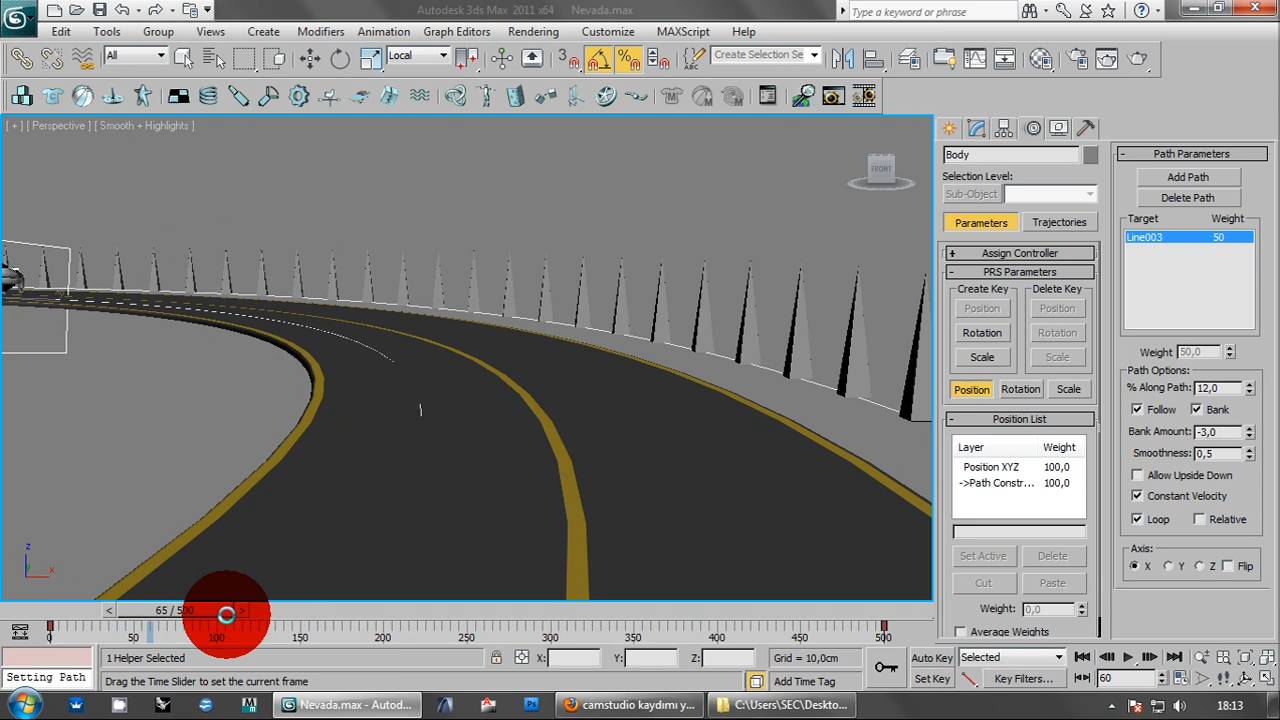 Autodesk 3ds Max 2011 x64    Nevada.max
Type a keyword or phrase
Edit Tools Group Views Create Modifiers Animation Graph Editors Rendering Customize MAXScript Help
All
Local
3
Create Selection Se
[ + ] [ Perspective ] [ Smooth + Highlights ]
FRONT
z
x
y
Body
Selection Level:
Sub-Object
Parameters Trajectories
+ Assign Controller
- PRS Parameters
Create Key Delete Key
Position Position
Rotation Rotation
Scale Scale
Position Rotation Scale
- Position List
Layer Weight
Position XYZ 100,0
->Path Constr... 100,0
Set Active Delete
Cut Paste
Weight: 0,0
Average Weights
- Path Parameters
Add Path
Delete Path
Target Weight
Line003 50
Weight 50,0
Path Options:
% Along Path: 12,0
Follow Bank
Bank Amount: -3,0
Smoothness: 0,5
Allow Upside Down
Constant Velocity
Loop Relative
Axis:
X Y Z Flip
< 65 / 500 >
0 50 100 150 200 250 300 350 400 450 500
1 Helper Selected
X: Y: Z:
Grid = 10,0cm
Auto Key Selected
Setting Path
Drag the Time Slider to set the current frame
Add Time Tag
Set Key Key Filters...
60
Nevada.max - Autod...
camstudio kaydımı y...
C:\Users\SEC\Deskto...
18:13